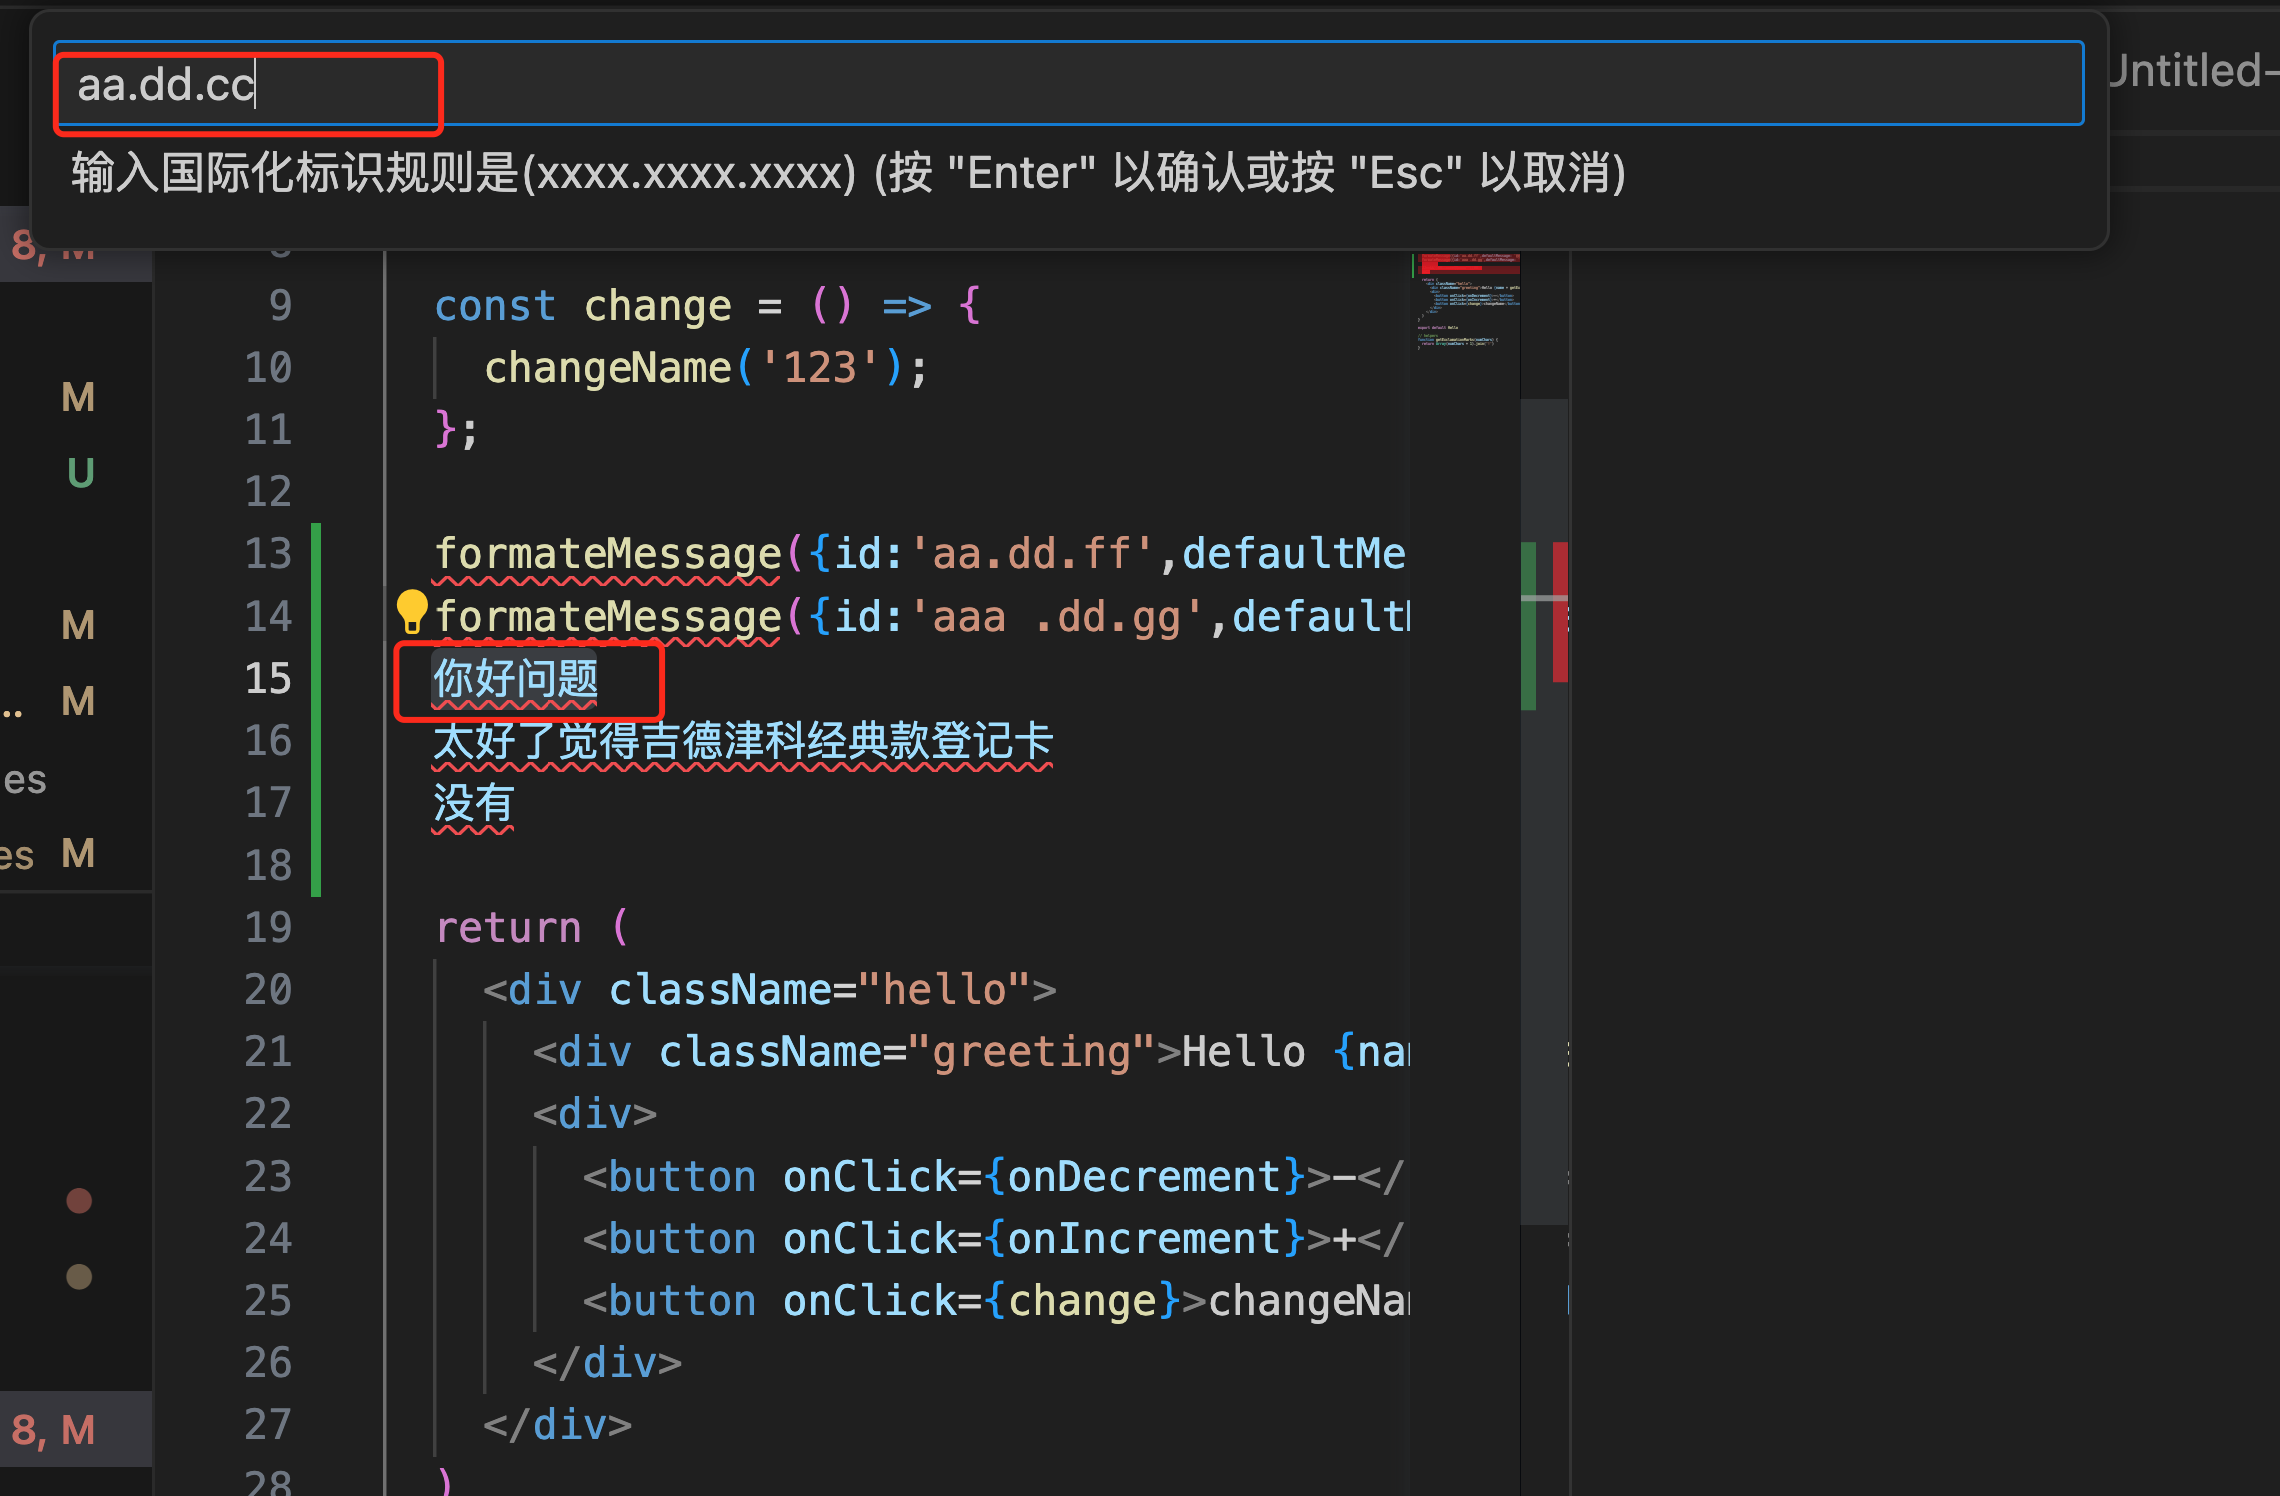 aa.dd.cc
输入国际化标识规则是(xxxx.xxxx.xxxx) (按 "Enter" 以确认或按 "Esc" 以取消)
Untitled-
8, M
M
U
M
.. M
es
es M
8, M
9 const change = () => {
10 changeName('123');
11 };
12
13 formateMessage({id:'aa.dd.ff',defaultMe
14 formateMessage({id:'aaa .dd.gg',default
15 你好问题
16 太好了觉得吉德津科经典款登记卡
17 没有
18
19 return (
20 <div className="hello">
21 <div className="greeting">Hello {na
22 <div>
23 <button onClick={onDecrement}>-</
24 <button onClick={onIncrement}>+</
25 <button onClick={change}>changeNa
26 </div>
27 </div>
28 )